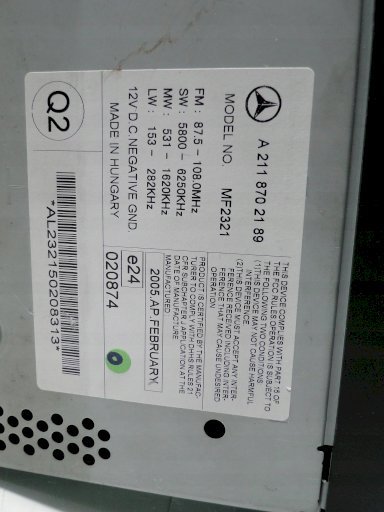 A 211 870 21 89
MODEL NO. MF2321
FM : 87.5 - 108.0MHz
SW : 5800 - 6250KHz
MW : 531 - 1620KHz
LW : 153 - 282KHz
12V D.C.NEGATIVE GND.
MADE IN HUNGARY
Q2
*AL232150208313*
THIS DEVICE COMPLIES WITH PART 15 OF
THE FCC RULES OPERATION IS SUBJECT TO
THE FOLLOWING TWO CONDITIONS
(1)THIS DEVICE MAY NOT CAUSE HARMFUL
INTERFERENCE
(2)THIS DEVICE MUST ACCEPT ANY INTER-
FERENCE RECEIVED INCLUDING INTER-
FERENCE THAT MAY CAUSE UNDESIRED
OPERATION
PRODUCT IS CERTIFIED BY THE MANUFAC-
TURER TO COMPLY WITH DHHS RULES 21
CFR SUBCHAPTER J APPLICATION AT THE
DATE OF MANUFACTURE
MANUFACTURED
2005.AP.FEBRUARY.
e24
020874